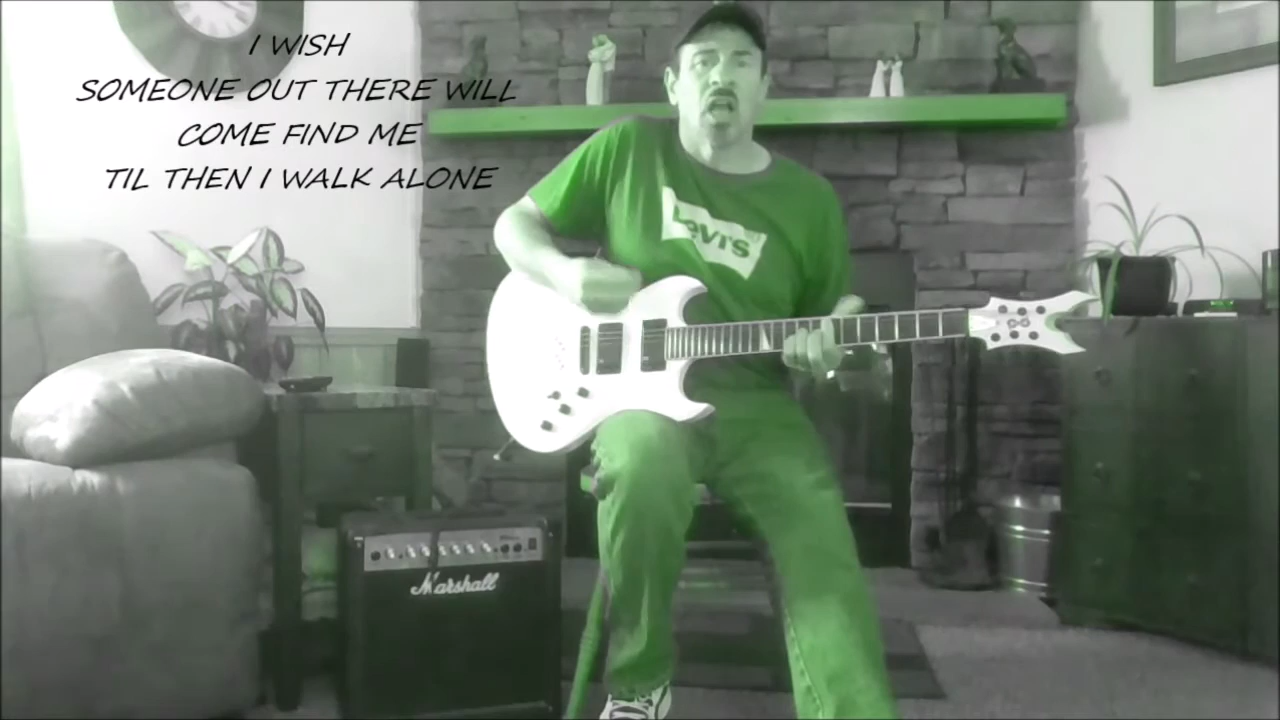 I WISH
SOMEONE OUT THERE WILL
COME FIND ME
TIL THEN I WALK ALONE
Levi's
Marshall